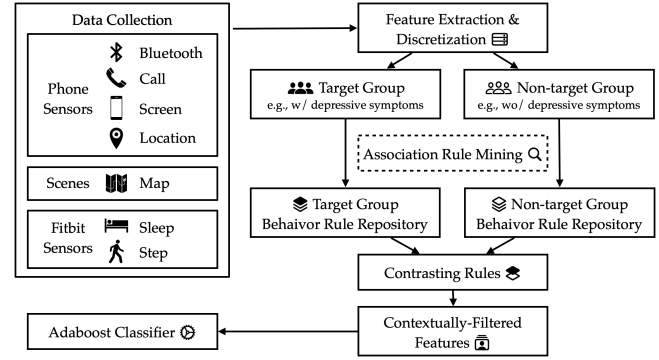 Data Collection
Phone
Sensors
Bluetooth
Call
Screen
Location
Scenes
Map
Fitbit
Sensors
Sleep
Step
Feature Extraction &
Discretization
Target Group
e.g., w/ depressive symptoms
Non-target Group
e.g., wo/ depressive symptoms
Association Rule Mining
Target Group
Behaivor Rule Repository
Non-target Group
Behaivor Rule Repository
Contrasting Rules
Contextually-Filtered
Features
Adaboost Classifier